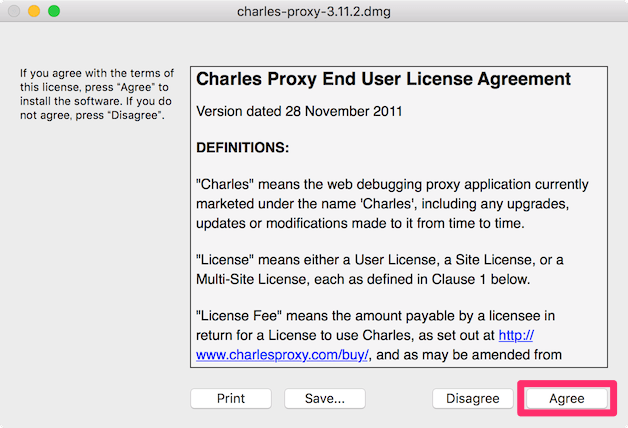 charles-proxy-3.11.2.dmg
If you agree with the terms of
this license, press “Agree” to
install the software. If you do
not agree, press “Disagree”.
Charles Proxy End User License Agreement
Version dated 28 November 2011
DEFINITIONS:
"Charles" means the web debugging proxy application currently
marketed under the name 'Charles', including any upgrades,
updates or modifications made to it from time to time.
"License" means either a User License, a Site License, or a
Multi-Site License, each as defined in Clause 1 below.
"License Fee" means the amount payable by a licensee in
return for a License to use Charles, as set out at http://
www.charlesproxy.com/buy/, and as may be amended from
Print Save... Disagree Agree